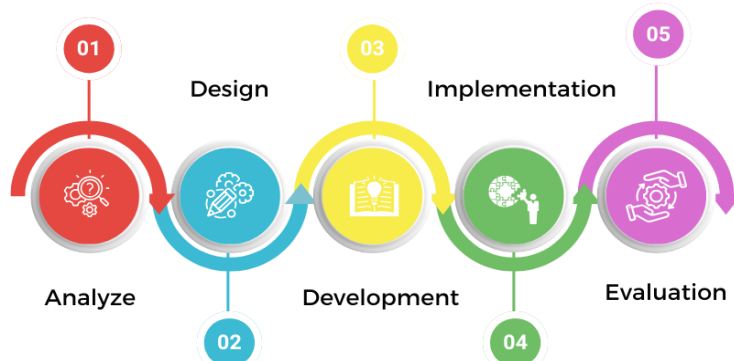 01
Analyze
Design
02
03
Development
Implementation
04
05
Evaluation